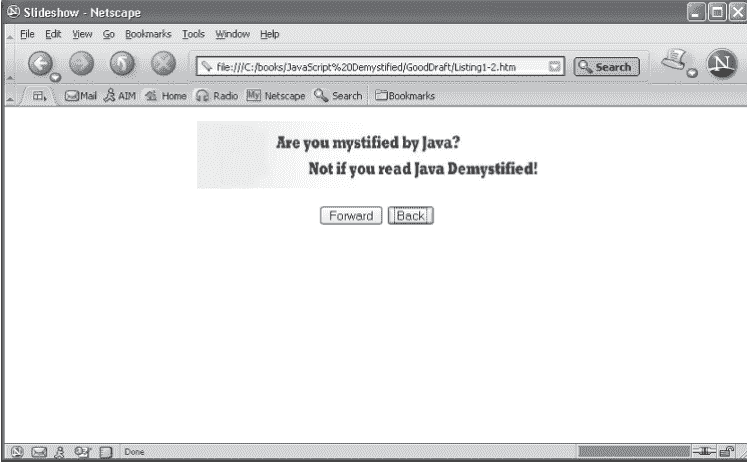 Slideshow - Netscape
File Edit View Go Bookmarks Tools Window Help
file:///C:/books/JavaScript%20Demystified/GoodDraft/Listing1-2.htm Search N
Mail AIM Home Radio My Netscape Search Bookmarks
Are you mystified by Java?
Not if you read Java Demystified!
Forward Back
Done